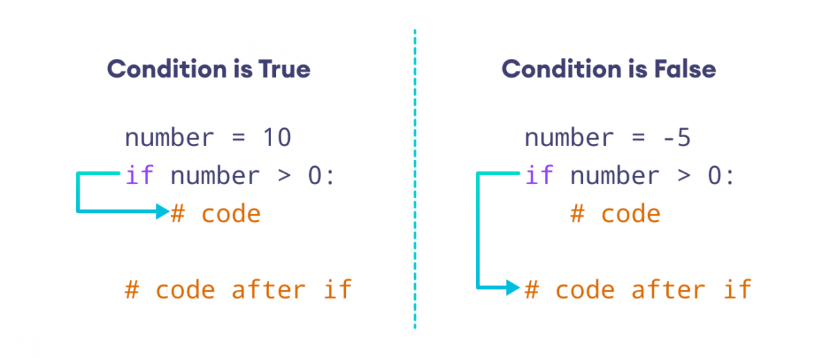 Condition is True
number = 10
if number > 0:
# code
# code after if
Condition is False
number = -5
if number > 0:
# code
# code after if